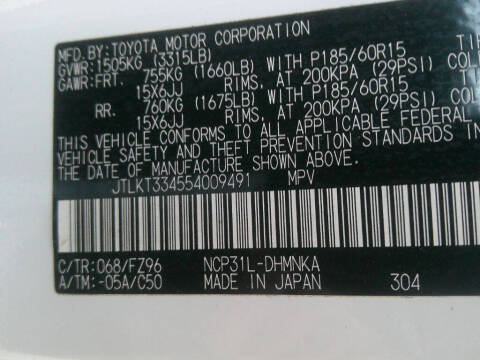 MFD.BY:TOYOTA MOTOR CORPORATION
GVWR:1505KG (3315LB)
GAWR:FRT. 755KG (1660LB) WITH P185/60R15
15X6JJ RIMS, AT 200KPA (29PSI) COL
RR. 760KG (1675LB) WITH P185/60R15
15X6JJ RIMS, AT 200KPA (29PSI) COL
THIS VEHICLE CONFORMS TO ALL APPLICABLE FEDERAL
VEHICLE SAFETY AND THEFT PREVENTION STANDARDS IN
THE DATE OF MANUFACTURE SHOWN ABOVE.
JTLKT334554009491 MPV
C/TR:068/FZ96 NCP31L-DHMNKA
A/TM:-05A/C50 MADE IN JAPAN 304